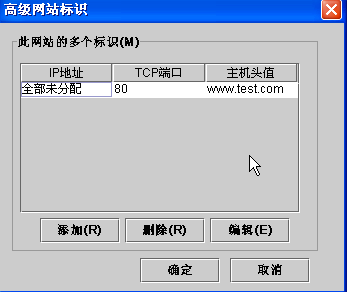 高级网站标识
此网站的多个标识(M)
IP地址 TCP端口 主机头值
全部未分配 80 www.test.com
添加(R) 删除(R) 编辑(E)
确定 取消